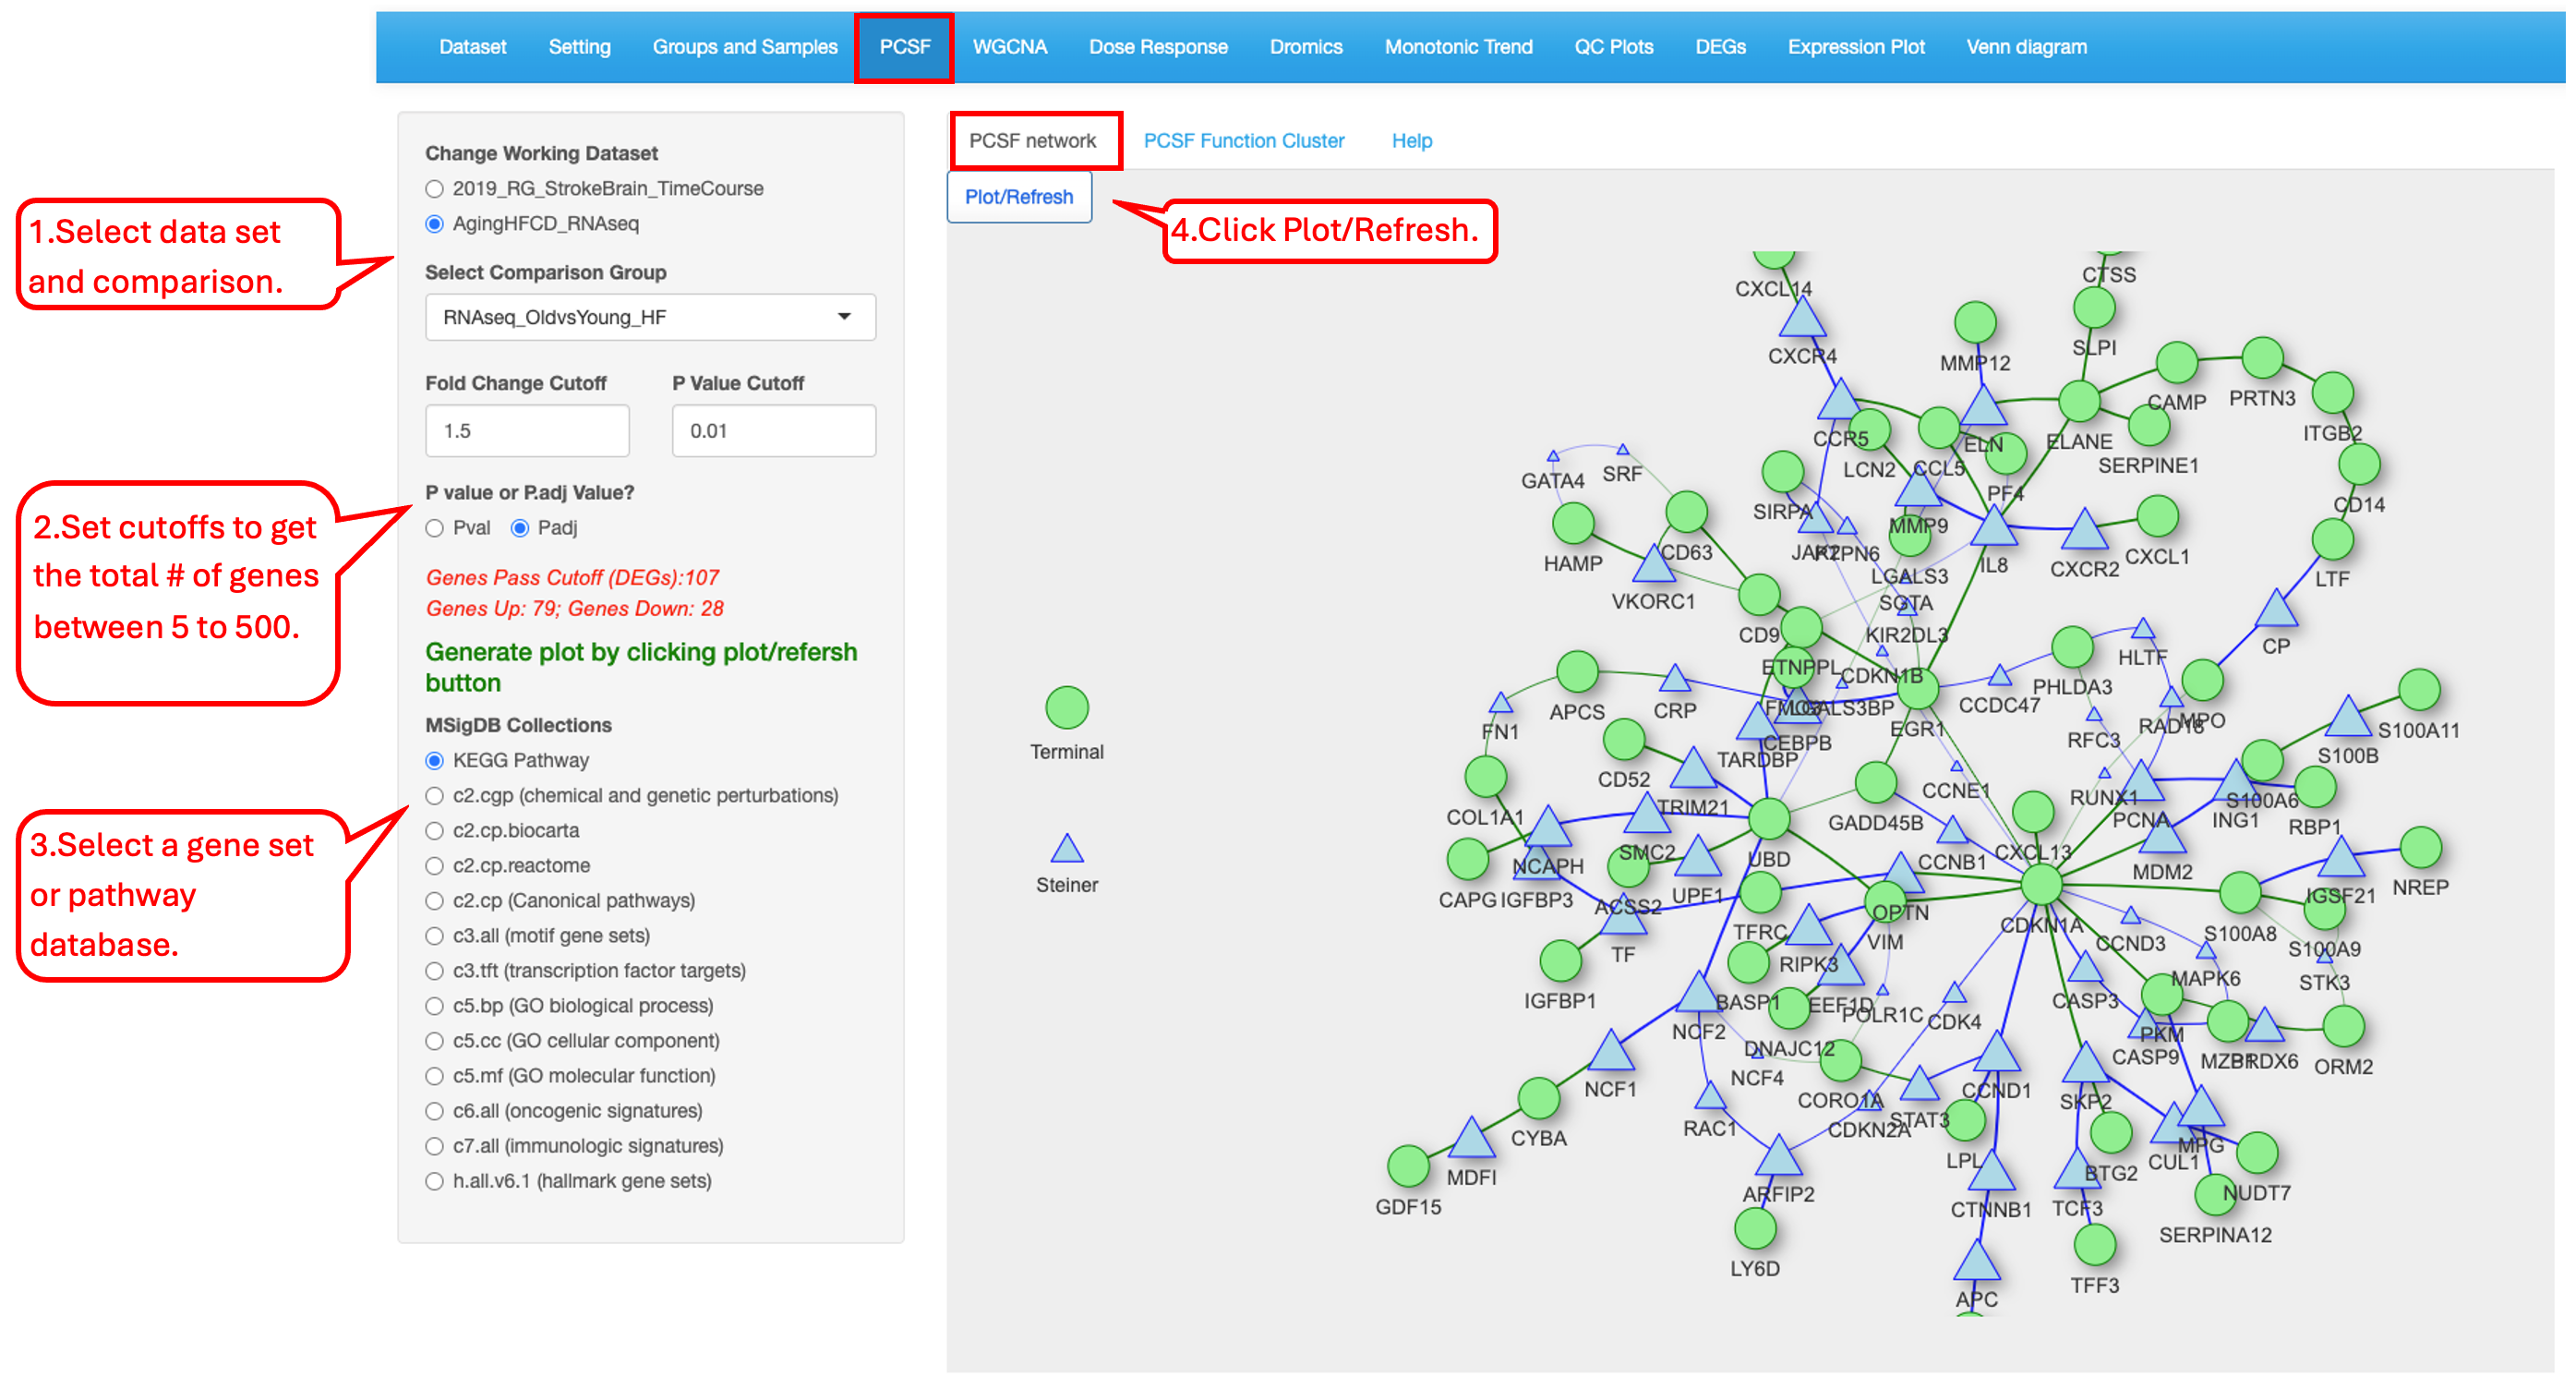 Dataset Setting Groups and Samples PCSF WGCNA Dose Response Dromics Monotonic Trend QC Plots DEGs Expression Plot Venn diagram
1.Select data set
and comparison.
2.Set cutoffs to get
the total # of genes
between 5 to 500.
3.Select a gene set
or pathway
database.
Change Working Dataset
2019_RG_StrokeBrain_TimeCourse
AgingHFCD_RNAseq
Select Comparison Group
RNAseq_OldvsYoung_HF
Fold Change Cutoff P Value Cutoff
1.5 0.01
P value or P.adj Value?
Pval Padj
Genes Pass Cutoff (DEGs):107
Genes Up: 79; Genes Down: 28
Generate plot by clicking plot/refersh
button
MSigDB Collections
KEGG Pathway
c2.cgp (chemical and genetic perturbations)
c2.cp.biocarta
c2.cp.reactome
c2.cp (Canonical pathways)
c3.all (motif gene sets)
c3.tft (transcription factor targets)
c5.bp (GO biological process)
c5.cc (GO cellular component)
c5.mf (GO molecular function)
c6.all (oncogenic signatures)
c7.all (immunologic signatures)
h.all.v6.1 (hallmark gene sets)
PCSF network PCSF Function Cluster Help
Plot/Refresh
4.Click Plot/Refresh.
Terminal
Steiner
CTSS
CXCL14
SLPI
CXCR4
MMP12
CAMP
PRTN3
ITGB2
CCR5
ELN
ELANE
SERPINE1
LCN2
CCL5
GATA4
SRF
PF4
CD14
SIRPA
MMP9
JAK2
PTPN6
CD63
HAMP
IL8
CXCR2
CXCL1
LGALS3
LTF
VKORC1
SGTA
CD9
KIR2DL3
CP
HLTF
ETNPPL
CDKN1B
PHLDA3
CCDC47
FMO3
LGALS3BP
APCS
CRP
MPO
RAD18
FN1
EGR1
RFC3
S100A11
CEBPB
S100B
TARDBP
CD52
CCNE1
RUNX1
S100A6
TRIM21
COL1A1
GADD45B
PCNA
ING1
RBP1
SMC2
UBD
CCNB1
CXCL13
NCAPH
MDM2
NREP
CAPG
IGFBP3
ACSS2
UPF1
IGSF21
OPTN
CDKN1A
TFRC
VIM
CCND3
S100A8
S100A9
TF
RIPK3
MAPK6
STK3
IGFBP1
BASP1
EEF1D
POLR1C
CDK4
CASP3
NCF2
PKM
DNAJC12
CASP9
MZB1
PRDX6
ORM2
NCF4
NCF1
CCND1
CORO1A
SKP2
STAT3
CDKN2A
RAC1
CYBA
MPG
LPL
CUL1
BTG2
MDFI
ARFIP2
NUDT7
GDF15
CTNNB1
TCF3
SERPINA12
LY6D
TFF3
APC